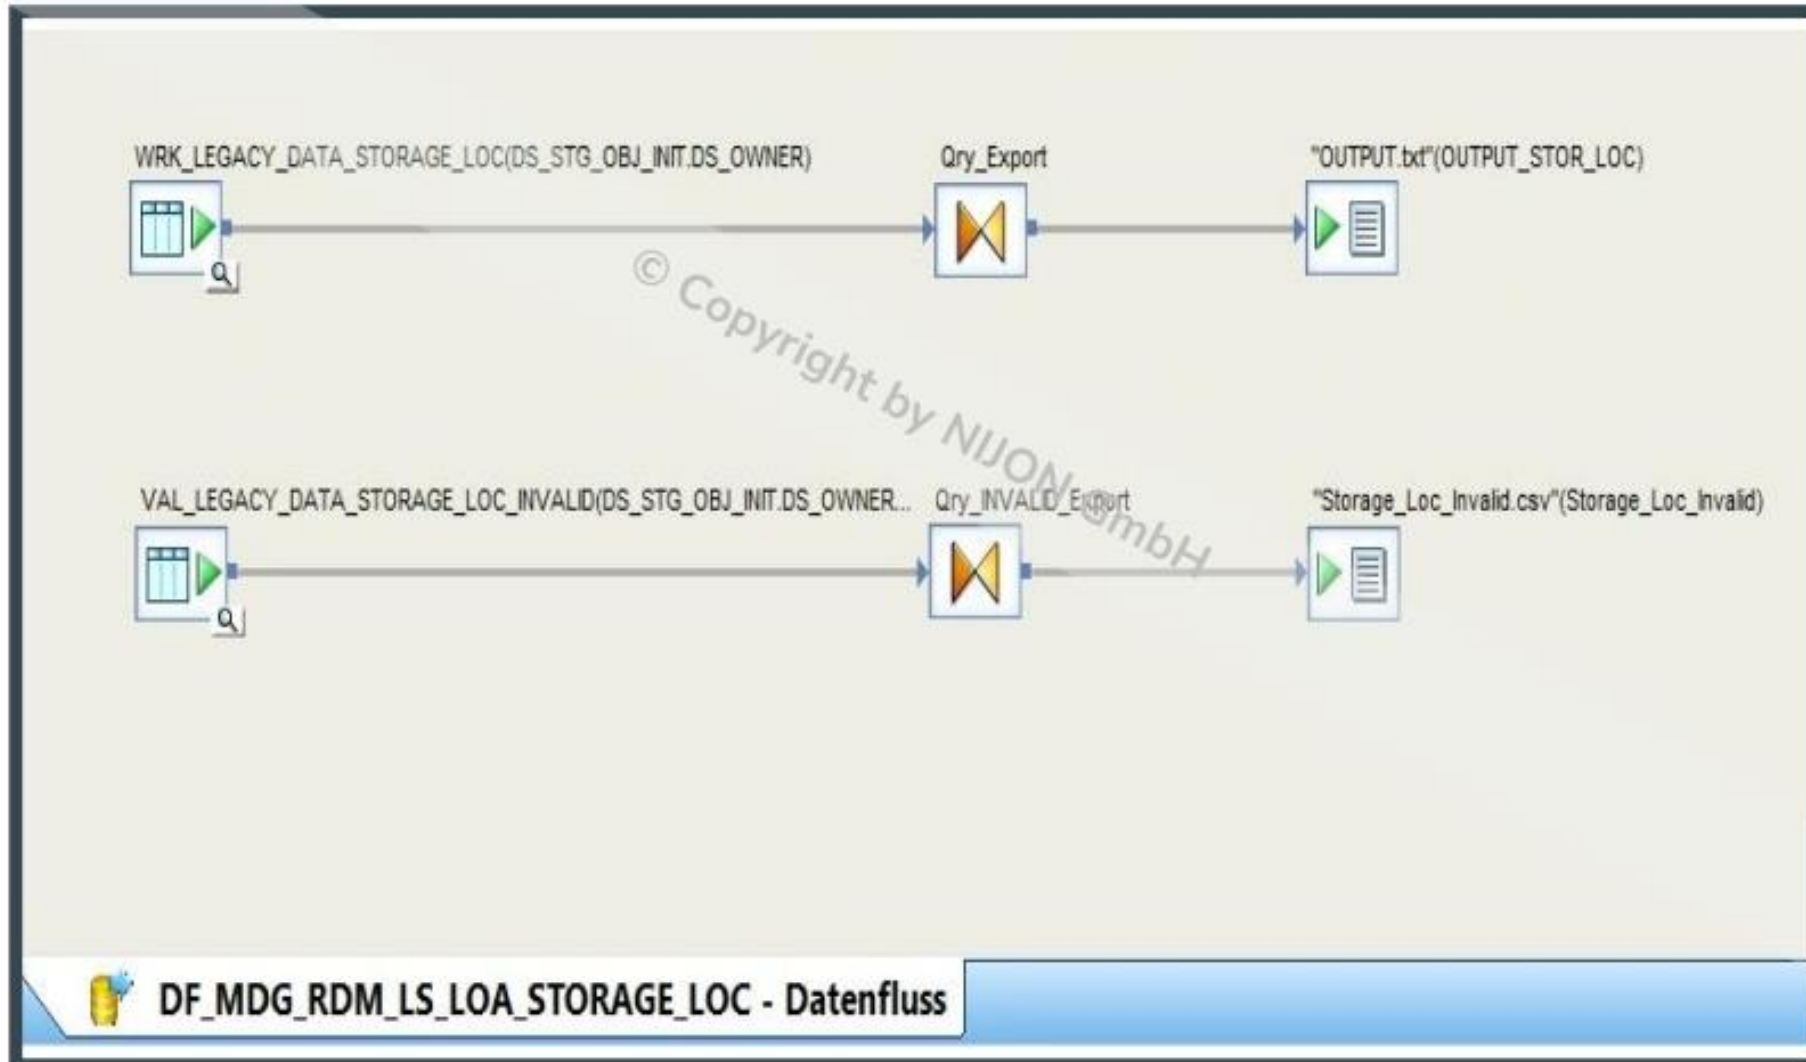 WRK_LEGACY_DATA_STORAGE_LOC(DS_STG_OBJ_INIT.DS_OWNER)
Qry_Export
"OUTPUT.txt"(OUTPUT_STOR_LOC)
© Copyright by NIJON GmbH
VAL_LEGACY_DATA_STORAGE_LOC_INVALID(DS_STG_OBJ_INIT.DS_OWNER...
Qry_INVALID_Export
"Storage_Loc_Invalid.csv"(Storage_Loc_Invalid)
DF_MDG_RDM_LS_LOA_STORAGE_LOC - Datenfluss